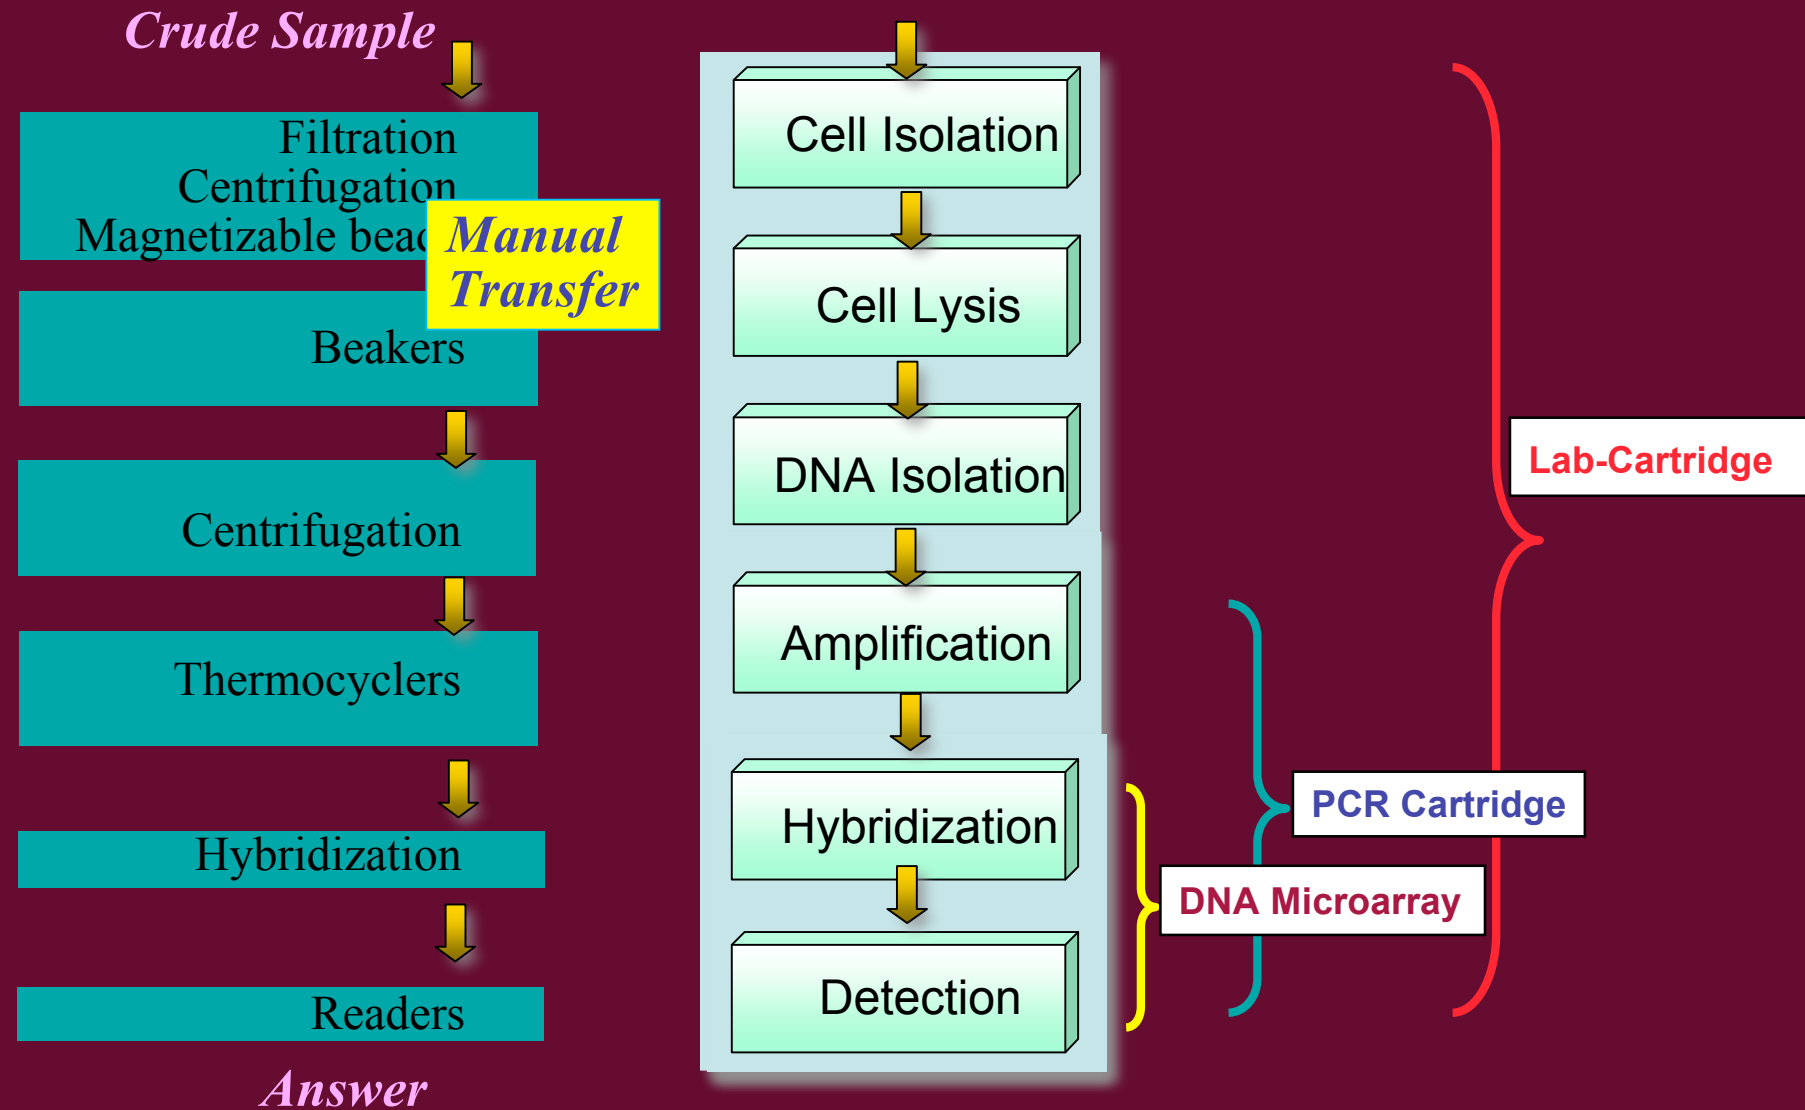 Crude Sample
Filtration
Centrifugation
Magnetizable bead
Manual
Transfer
Beakers
Centrifugation
Thermocyclers
Hybridization
Readers
Answer
Cell Isolation
Cell Lysis
DNA Isolation
Amplification
Hybridization
Detection
Lab-Cartridge
PCR Cartridge
DNA Microarray